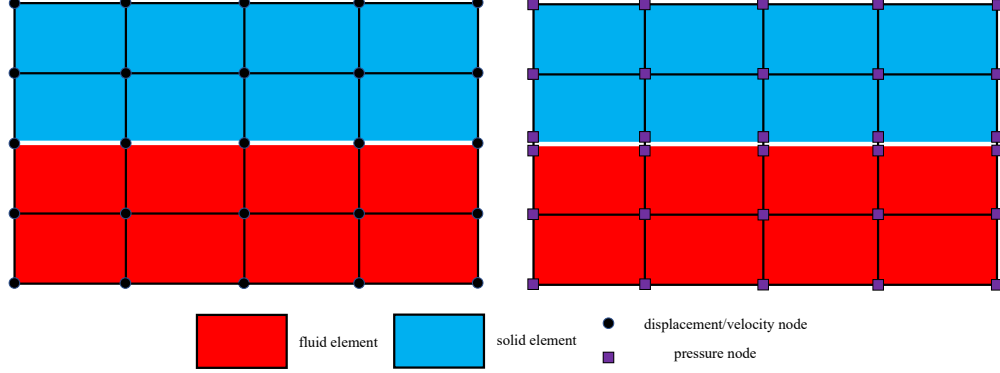 fluid element
solid element
displacement/velocity node
pressure node